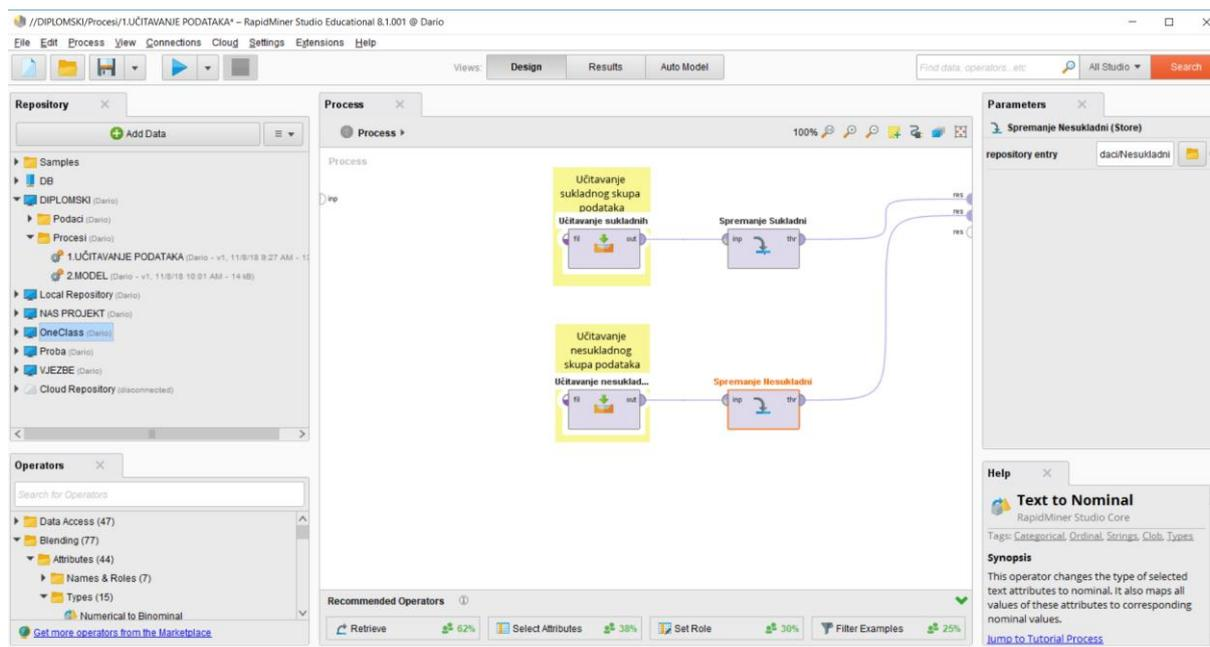 //DIPLOMSKI/Procesi/1.UČITAVANJE PODATAKA* – RapidMiner Studio Educational 8.1.001 @ Dario
File Edit Process View Connections Cloud Settings Extensions Help
Views: Design Results Auto Model
Find data, operators...etc All Studio Search
Repository
Add Data
Samples
DB
DIPLOMSKI (Dario)
Podaci (Dario)
Procesi (Dario)
1.UČITAVANJE PODATAKA (Dario - v1, 11/8/18 9:27 AM - 1
2.MODEL (Dario - v1, 11/8/18 10:01 AM - 14 kB)
Local Repository (Dario)
NAS PROJEKT (Dario)
OneClass (Dario)
Proba (Dario)
VJEZBE (Dario)
Cloud Repository (disconnected)
Operators
Search for Operators
Data Access (47)
Blending (77)
Attributes (44)
Names & Roles (7)
Types (15)
Numerical to Binominal
Get more operators from the Marketplace
Process
Process
100%
Process
inp
Učitavanje
sukladnog skupa
podataka
Učitavanje sukladnih
fil out
Spremanje Sukladni
inp thr
res
res
res
Učitavanje
nesukladnog
skupa podataka
Učitavanje nesuklad...
fil out
Spremanje Nesukladni
inp thr
Recommended Operators
Retrieve 62%
Select Attributes 38%
Set Role 30%
Filter Examples 25%
Parameters
Spremanje Nesukladni (Store)
repository entry daci/Nesukladni
Help
Text to Nominal
RapidMiner Studio Core
Tags: Categorical, Ordinal, Strings, Clob, Types
Synopsis
This operator changes the type of selected
text attributes to nominal. It also maps all
values of these attributes to corresponding
nominal values.
Jump to Tutorial Process